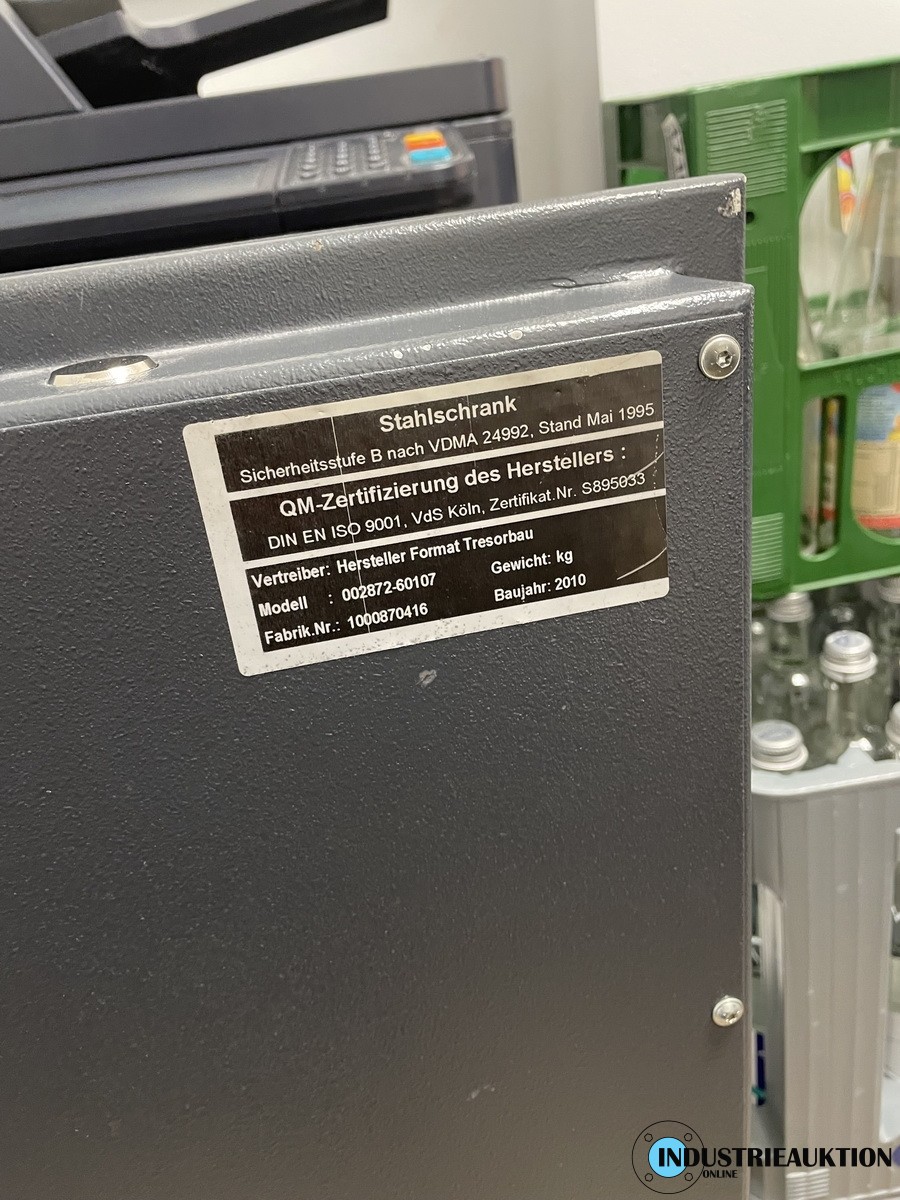 Stahlschrank
Sicherheitsstufe B nach VDMA 24992, Stand Mai 1995
QM-Zertifizierung des Herstellers :
DIN EN ISO 9001, VdS Köln, Zertifikat.Nr. S895033
Vertreiber: Hersteller Format Tresorbau
Modell : 002872-60107 Gewicht: kg
Fabrik.Nr.: 1000870416 Baujahr: 2010
INDUSTRIEAUKTION
ONLINE